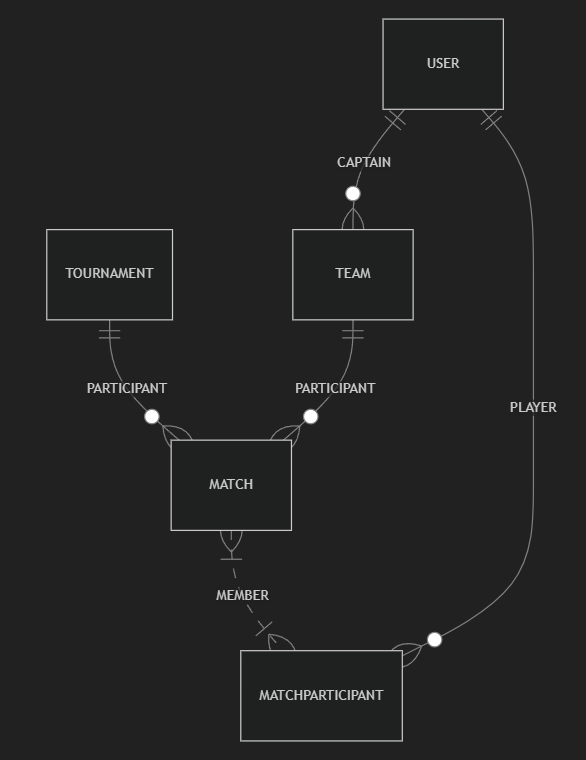 USER
CAPTAIN
TOURNAMENT
TEAM
PARTICIPANT
PARTICIPANT
PLAYER
MATCH
MEMBER
MATCHPARTICIPANT